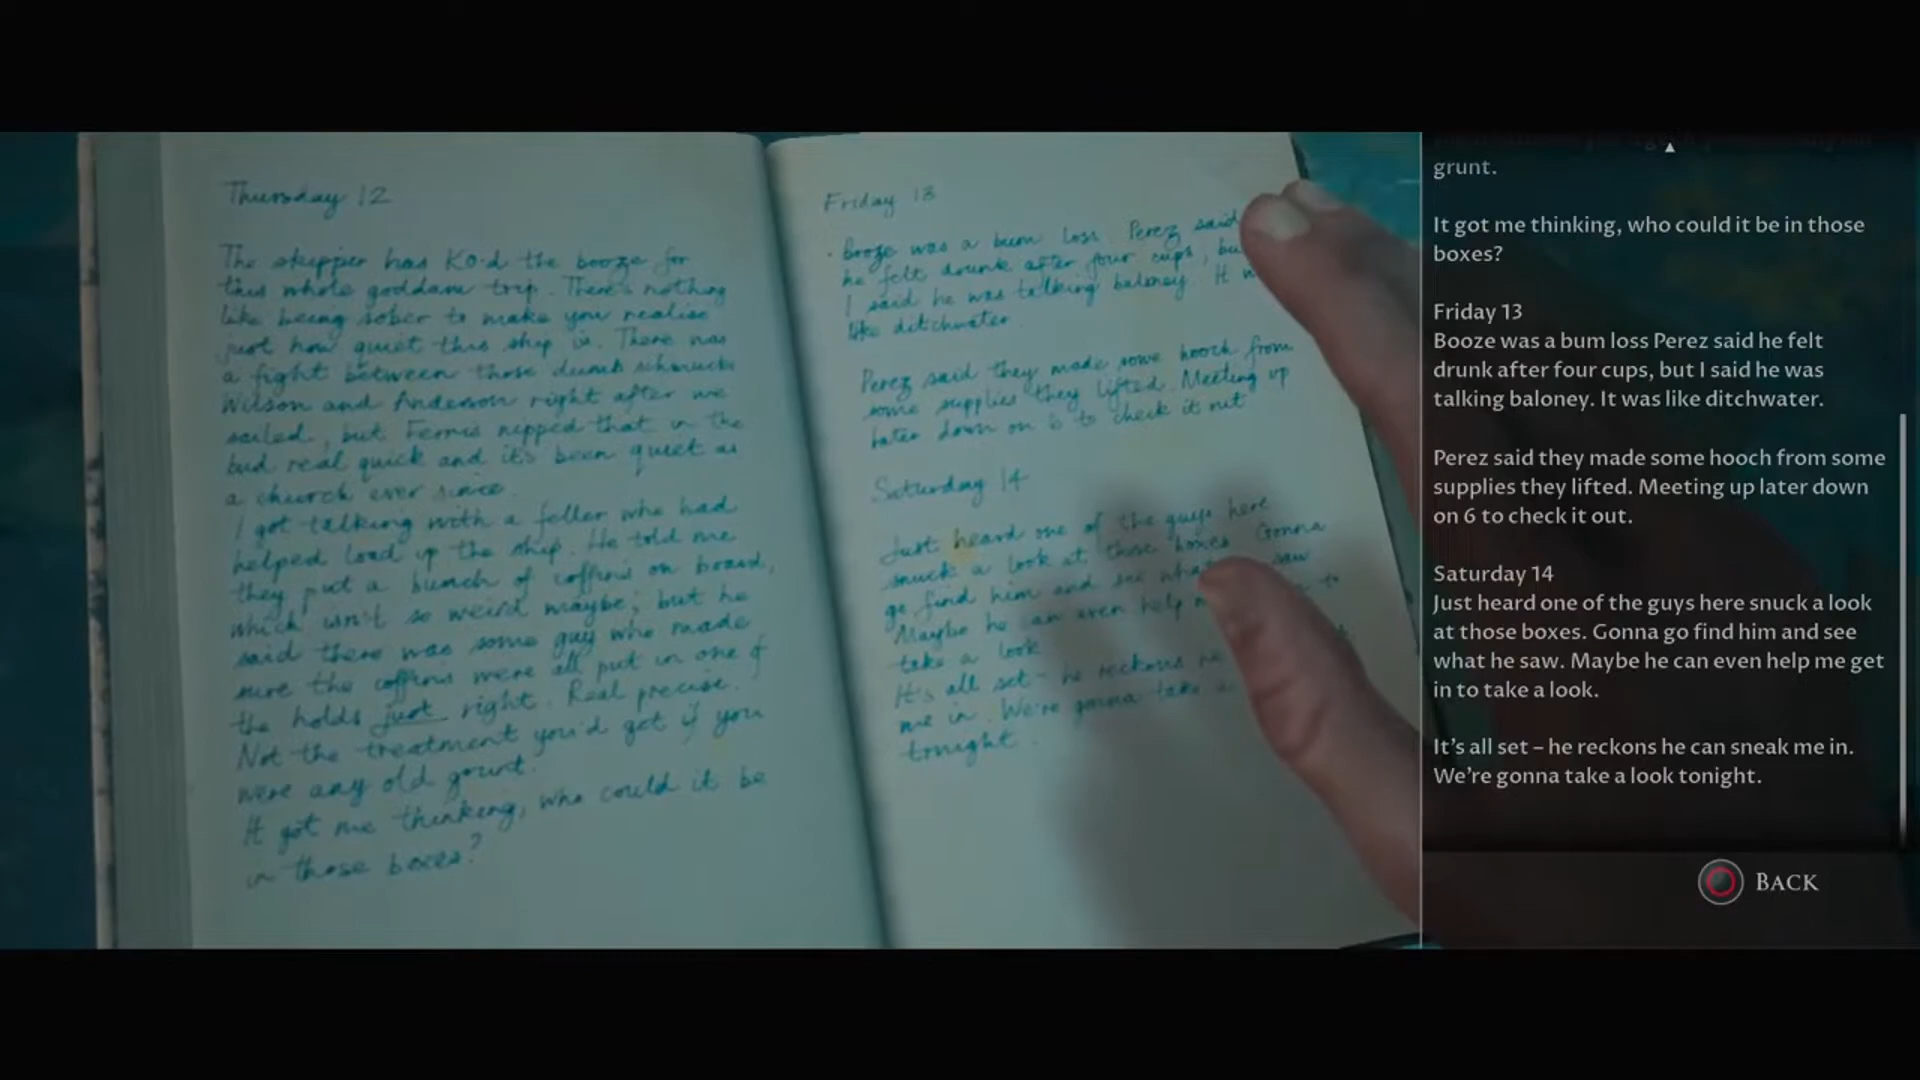 Thursday 12
The skipper has KO'd the booze for
this whole goddam trip. There's nothing
like being sober to make you realise
just how quiet this ship is. There was
a fight between those dumb schmucks
Wilson and Anderson right after we
sailed, but Ferris nipped that in the
bud real quick and it's been quiet as
a church ever since.
I got talking with a feller who had
helped load up the ship. He told me
they put a bunch of coffins on board,
which isn't so weird maybe; but he
said there was some guy who made
sure the coffins were all put in one of
the holds just right. Real precise.
Not the treatment you'd get if you
were any old grunt.
It got me thinking, who could it be
in those boxes?
Friday 13
Booze was a bum loss Perez said
he felt drunk after four cups, bu
I said he was talking baloney. It w
like ditchwater.
Perez said they made some hooch from
some supplies they lifted. Meeting up
later down on 6 to check it out
Saturday 14
Just heard one of the guys here
snuck a look at those boxes. Gonna
go find him and see what saw
Maybe he can even help to
take a look
It's all set - he reckons he
me in. We're gonna take a
tonight.
grunt.
It got me thinking, who could it be in those
boxes?
Friday 13
Booze was a bum loss Perez said he felt
drunk after four cups, but I said he was
talking baloney. It was like ditchwater.
Perez said they made some hooch from some
supplies they lifted. Meeting up later down
on 6 to check it out.
Saturday 14
Just heard one of the guys here snuck a look
at those boxes. Gonna go find him and see
what he saw. Maybe he can even help me get
in to take a look.
It's all set – he reckons he can sneak me in.
We're gonna take a look tonight.
BACK